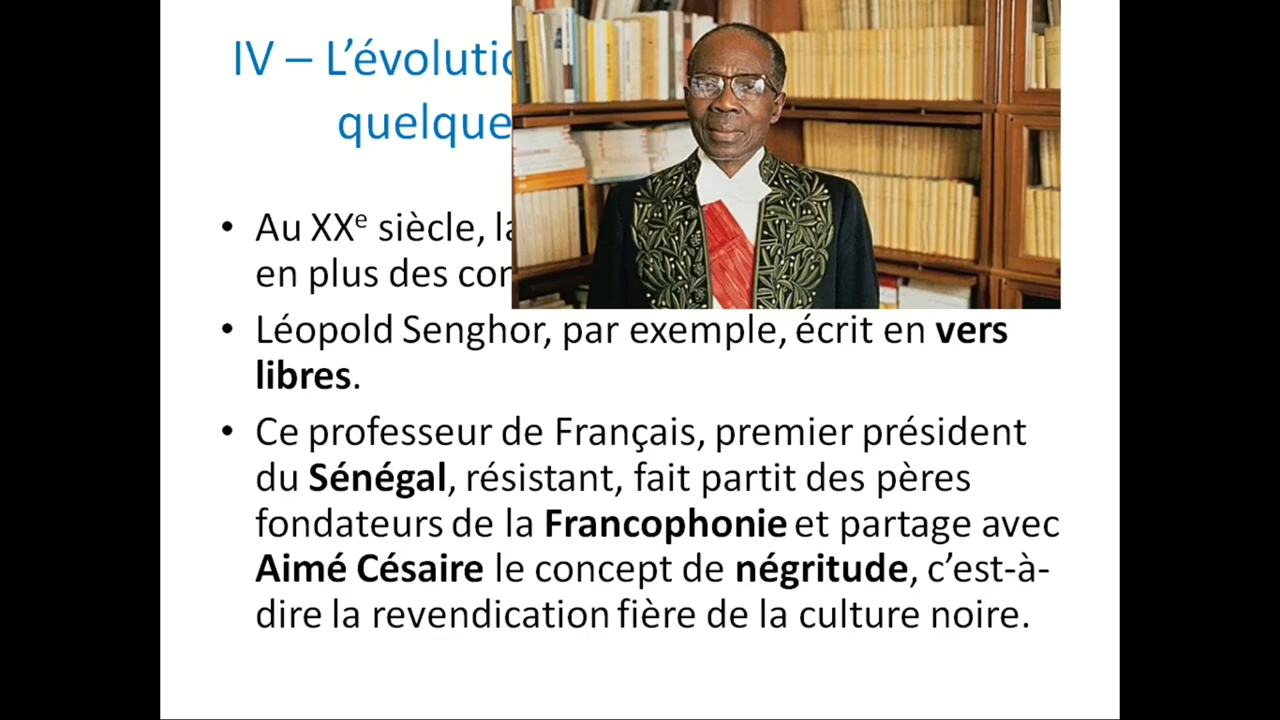 IV – L’évolutio
quelque
• Au XXᵉ siècle, la
en plus des con
• Léopold Senghor, par exemple, écrit en vers
libres.
• Ce professeur de Français, premier président
du Sénégal, résistant, fait partit des pères
fondateurs de la Francophonie et partage avec
Aimé Césaire le concept de négritude, c’est-à-
dire la revendication fière de la culture noire.